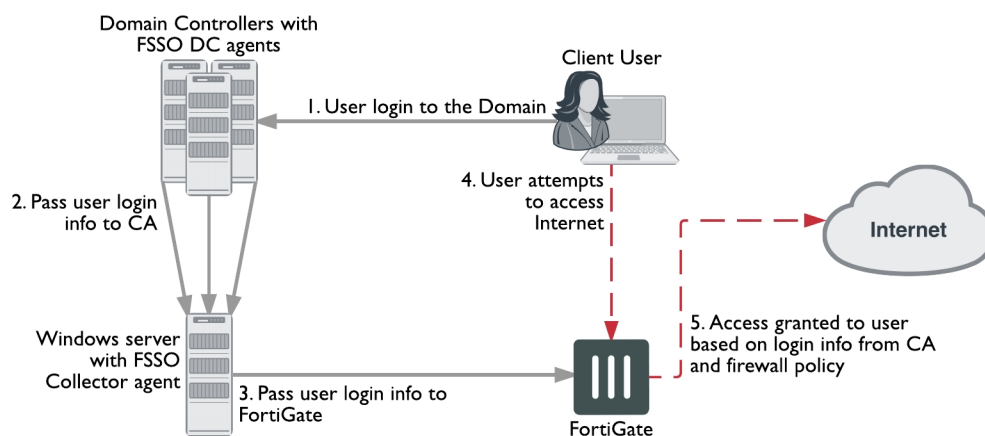 Domain Controllers with
FSSO DC agents
Client User
1. User login to the Domain
2. Pass user login
info to CA
4. User attempts
to access
Internet
Internet
Windows server
with FSSO
Collector agent
3. Pass user login info to
FortiGate
5. Access granted to user
based on login info from CA
and firewall policy
FortiGate